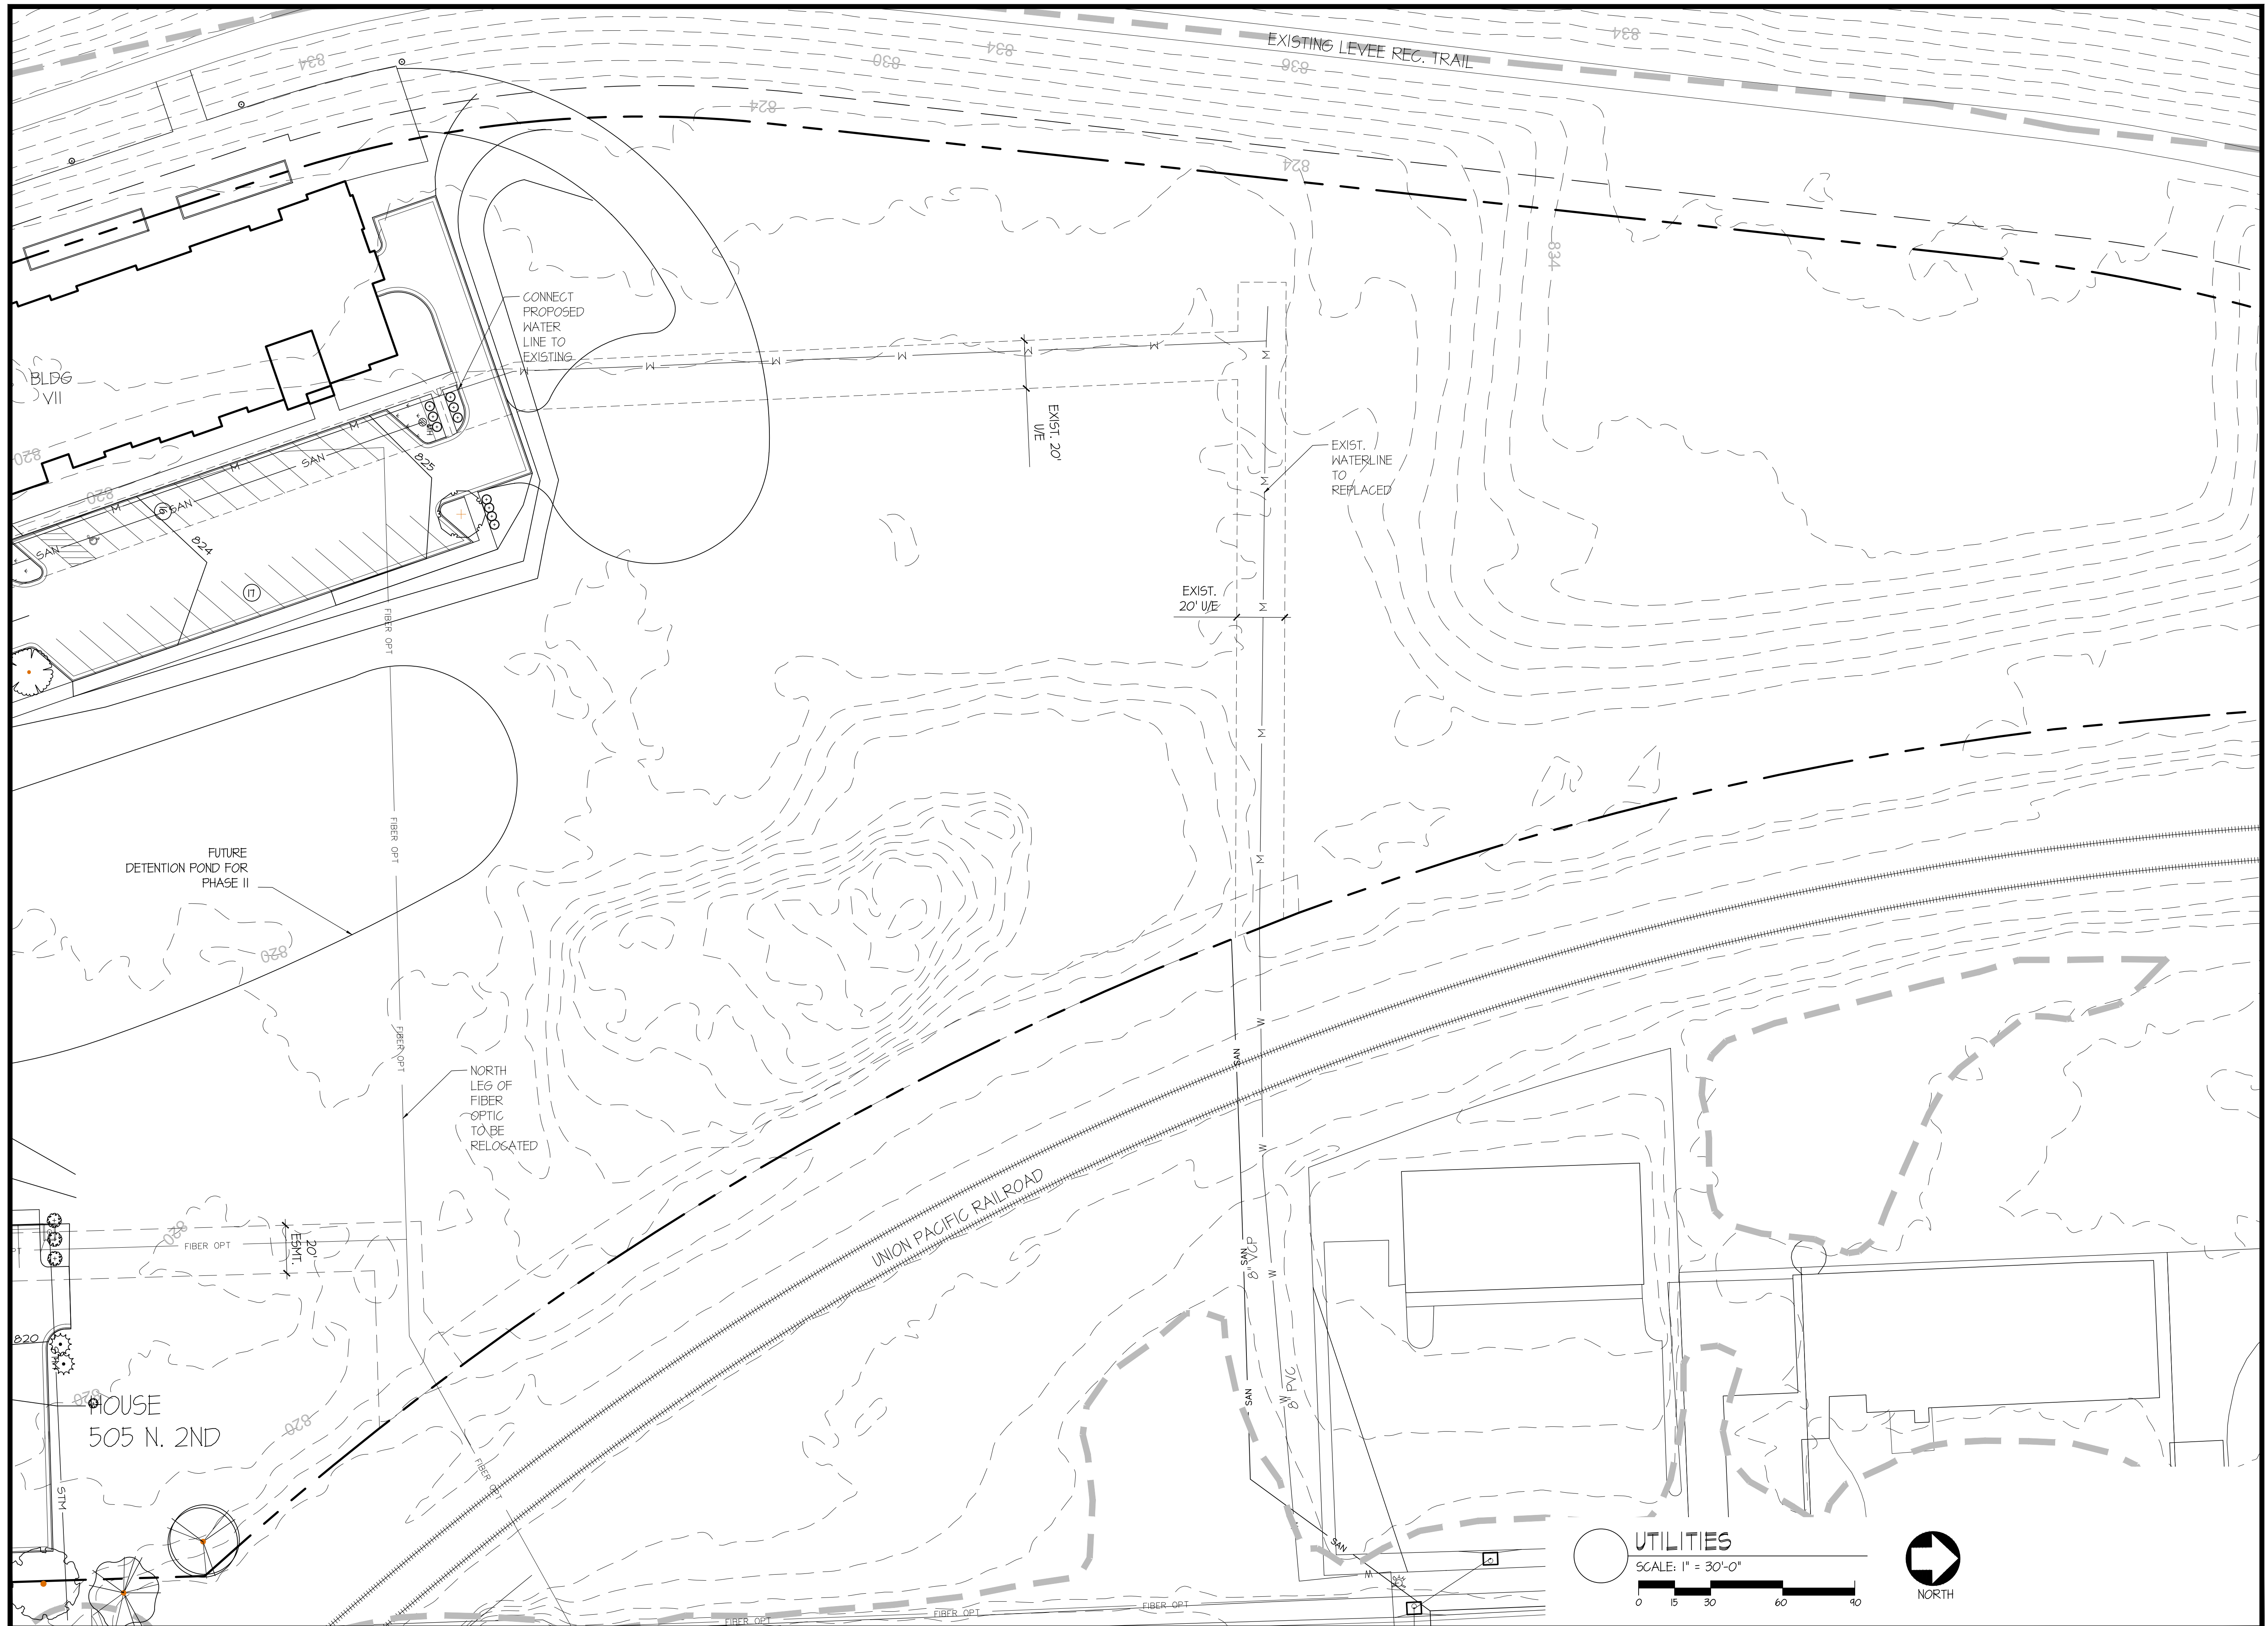 834
834
EXISTING LEVEE REC. TRAIL
834
830
836
824
824
834
CONNECT
PROPOSED
WATER
LINE TO
EXISTING
W W W W W W
BLDG
VII
EXIST. 20'
U/E
EXIST.
WATERLINE
TO
REPLACED
820
820
SAN
825
W
W
W
SAN
SAN
824
9
17
EXIST.
20' U/E
W
W
W
W
W
FIBER OPT
FIBER OPT
FUTURE
DETENTION POND FOR
PHASE II
820
FIBER OPT
NORTH
LEG OF
FIBER
OPTIC
TO BE
RELOCATED
W
SAN
W
UNION PACIFIC RAILROAD
820
FIBER OPT
20'
ESMT.
SAN
8" VCP
W
820
STM
820
HOUSE
505 N. 2ND
820
SAN
W
8" PVC
FIBER OPT
STM
SAN
W
FIBER OPT
FIBER OPT
FIBER OPT
UTILITIES
SCALE: 1" = 30'-0"
0 15 30 60 90
NORTH